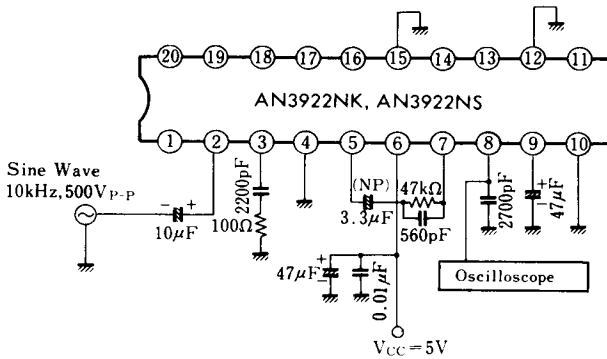 20 19 18 17 16 15 14 13 12 11
AN3922NK, AN3922NS
1 2 3 4 5 6 7 8 9 10
Sine Wave
10kHz, 500VP-P
− +
10μF
2200pF
100Ω
(NP)
3.3μF
47kΩ
560pF
2700pF
+
−
47μF
47μF
+
−
0.01μF
Oscilloscope
VCC=5V